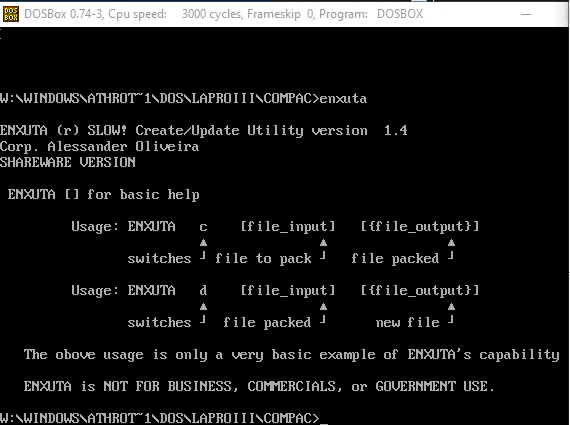 DOSBox 0.74-3, Cpu speed: 3000 cycles, Frameskip 0, Program: DOSBOX
W:\WINDOWS\ATHROT~1\DOS\LAPROIII\COMPAC>enxuta
ENXUTA (r) SLOW! Create/Update Utility version 1.4
Corp. Alessander Oliveira
SHAREWARE VERSION
ENXUTA [] for basic help
Usage: ENXUTA c [file_input] [{file_output}]
switches ┘ file to pack ┘ file packed ┘
Usage: ENXUTA d [file_input] [{file_output}]
switches ┘ file packed ┘ new file ┘
The obove usage is only a very basic example of ENXUTA's capability
ENXUTA is NOT FOR BUSINESS, COMMERCIALS, or GOVERNMENT USE.
W:\WINDOWS\ATHROT~1\DOS\LAPROIII\COMPAC>_